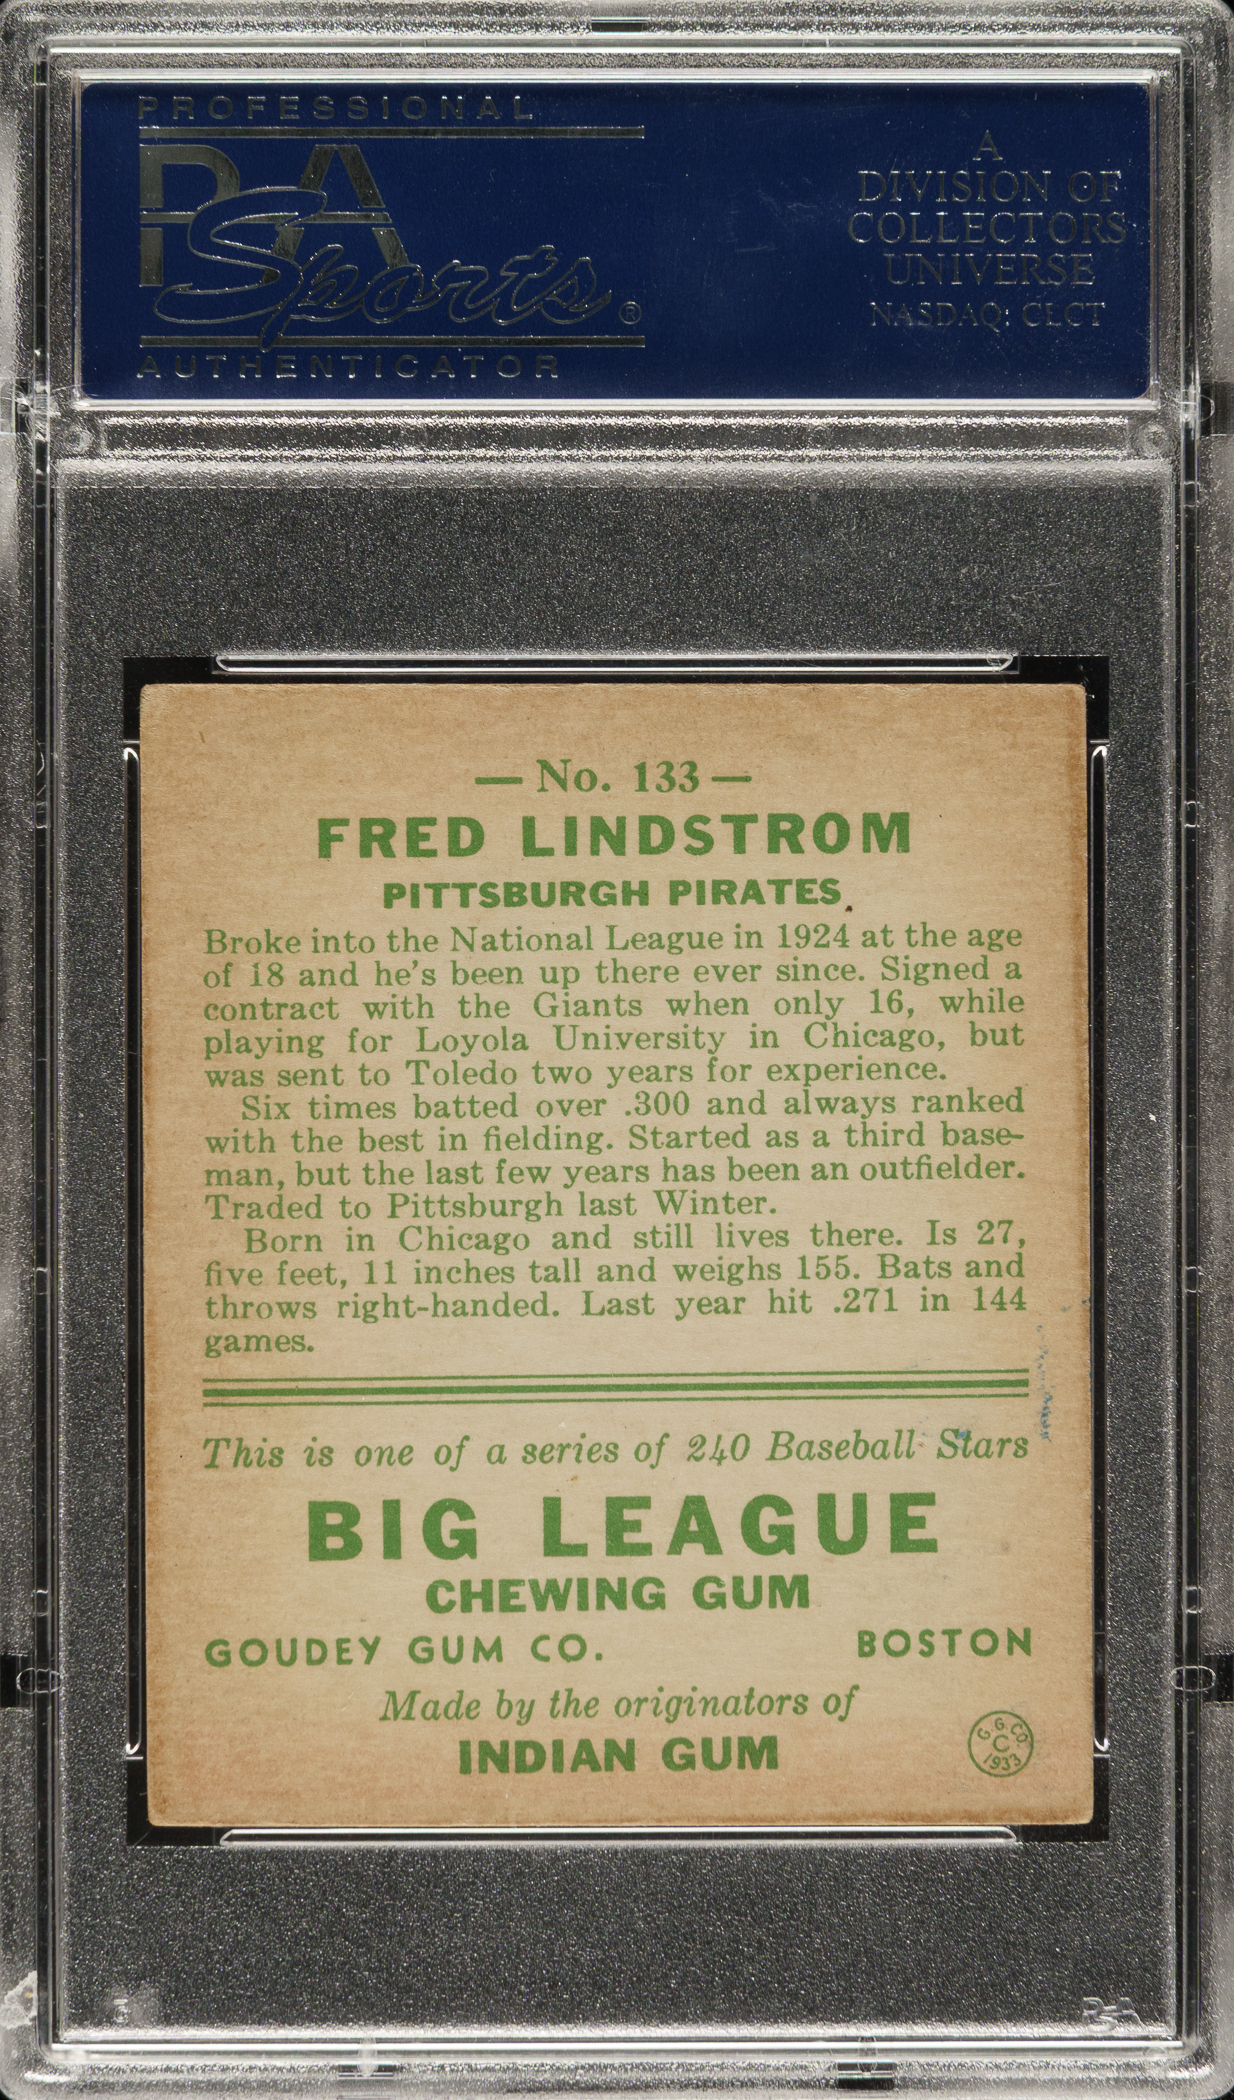 PROFESSIONAL
PSA
Sports®
AUTHENTICATOR
A
DIVISION OF
COLLECTORS
UNIVERSE
NASDAQ: CLCT
— No. 133 —
FRED LINDSTROM
PITTSBURGH PIRATES
Broke into the National League in 1924 at the age
of 18 and he's been up there ever since. Signed a
contract with the Giants when only 16, while
playing for Loyola University in Chicago, but
was sent to Toledo two years for experience.
Six times batted over .300 and always ranked
with the best in fielding. Started as a third base-
man, but the last few years has been an outfielder.
Traded to Pittsburgh last Winter.
Born in Chicago and still lives there. Is 27,
five feet, 11 inches tall and weighs 155. Bats and
throws right-handed. Last year hit .271 in 144
games.
This is one of a series of 240 Baseball Stars
BIG LEAGUE
CHEWING GUM
GOUDEY GUM CO. BOSTON
Made by the originators of
INDIAN GUM
G. G. CO.
C
1933
PSA